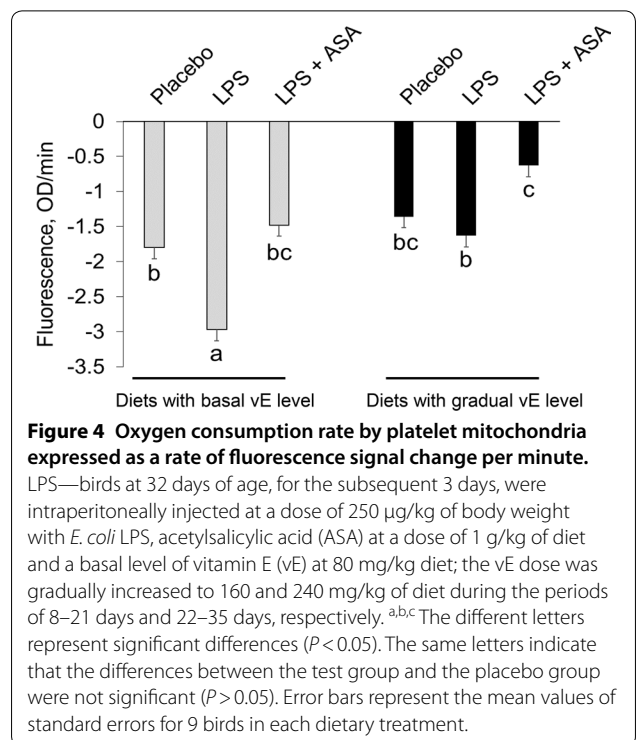 Placebo LPS LPS + ASA Placebo LPS LPS + ASA
0
-0.5
-1
-1.5
-2
-2.5
-3
-3.5
Fluorescence, OD/min
b a bc bc b c
Diets with basal vE level Diets with gradual vE level
Figure 4 Oxygen consumption rate by platelet mitochondria
expressed as a rate of fluorescence signal change per minute.
LPS—birds at 32 days of age, for the subsequent 3 days, were
intraperitoneally injected at a dose of 250 µg/kg of body weight
with E. coli LPS, acetylsalicylic acid (ASA) at a dose of 1 g/kg of diet
and a basal level of vitamin E (vE) at 80 mg/kg diet; the vE dose was
gradually increased to 160 and 240 mg/kg of diet during the periods
of 8–21 days and 22–35 days, respectively. a,b,c The different letters
represent significant differences (P < 0.05). The same letters indicate
that the differences between the test group and the placebo group
were not significant (P > 0.05). Error bars represent the mean values of
standard errors for 9 birds in each dietary treatment.